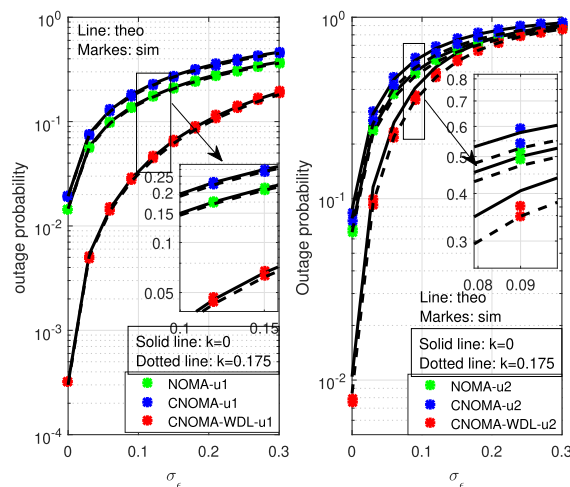 Line: theo
Markes: sim
10^0
10^-1
10^-2
10^-3
10^-4
outage probability
0.25
0.2
0.15
0.1
0.05
0.1
0.15
Solid line: k=0
Dotted line: k=0.175
NOMA-u1
CNOMA-u1
CNOMA-WDL-u1
0
0.1
0.2
0.3
σ_ϵ
10^0
10^-1
10^-2
Outage probability
0.8
0.7
0.6
0.5
0.4
0.3
0.08
0.09
Line: theo
Markes: sim
Solid line: k=0
Dotted line: k=0.175
NOMA-u2
CNOMA-u2
CNOMA-WDL-u2
0
0.1
0.2
0.3
σ_ϵ